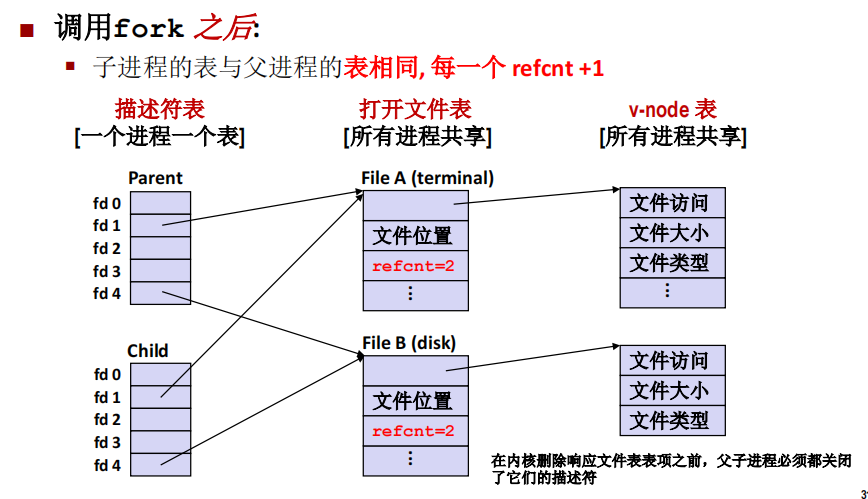 调用fork 之后:
子进程的表与父进程的表相同, 每一个 refcnt +1
描述符表
[一个进程一个表]
打开文件表
[所有进程共享]
v-node 表
[所有进程共享]
Parent
fd 0
fd 1
fd 2
fd 3
fd 4
File A (terminal)
文件位置
refcnt=2
⋮
文件访问
文件大小
文件类型
⋮
Child
fd 0
fd 1
fd 2
fd 3
fd 4
File B (disk)
文件位置
refcnt=2
⋮
文件访问
文件大小
文件类型
在内核删除响应文件表表项之前，父子进程必须都关闭
了它们的描述符